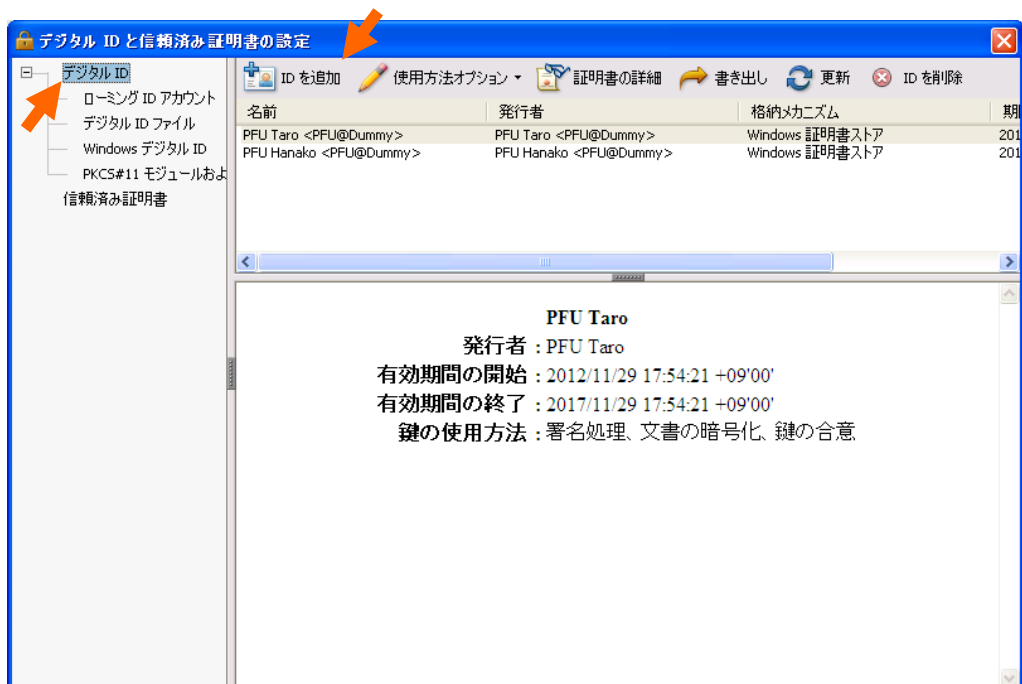 デジタル ID と信頼済み証明書の設定
デジタル ID
ローミング ID アカウント
デジタル ID ファイル
Windows デジタル ID
PKCS#11 モジュールおよ
信頼済み証明書
ID を追加 使用方法オプション 証明書の詳細 書き出し 更新 ID を削除
名前 発行者 格納メカニズム 期
PFU Taro <PFU@Dummy> PFU Taro <PFU@Dummy> Windows 証明書ストア 201
PFU Hanako <PFU@Dummy> PFU Hanako <PFU@Dummy> Windows 証明書ストア 201
PFU Taro
発行者 : PFU Taro
有効期間の開始 : 2012/11/29 17:54:21 +09'00'
有効期間の終了 : 2017/11/29 17:54:21 +09'00'
鍵の使用方法 : 署名処理、文書の暗号化、鍵の合意